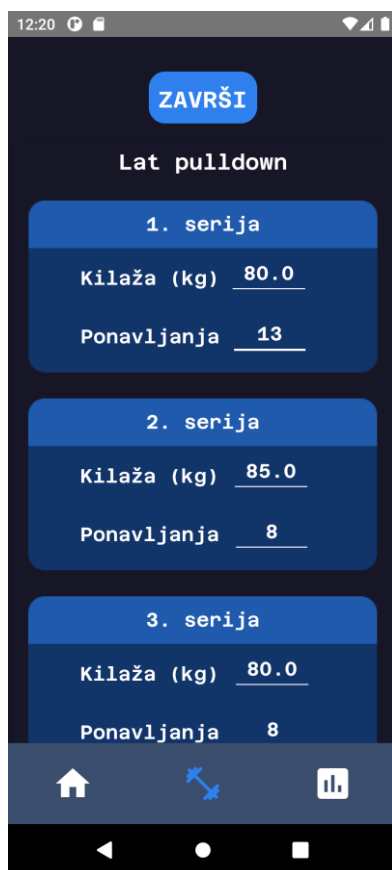 12:20
ZAVRŠI
Lat pulldown
1. serija
Kilaža (kg) 80.0
Ponavljanja 13
2. serija
Kilaža (kg) 85.0
Ponavljanja 8
3. serija
Kilaža (kg) 80.0
Ponavljanja 8